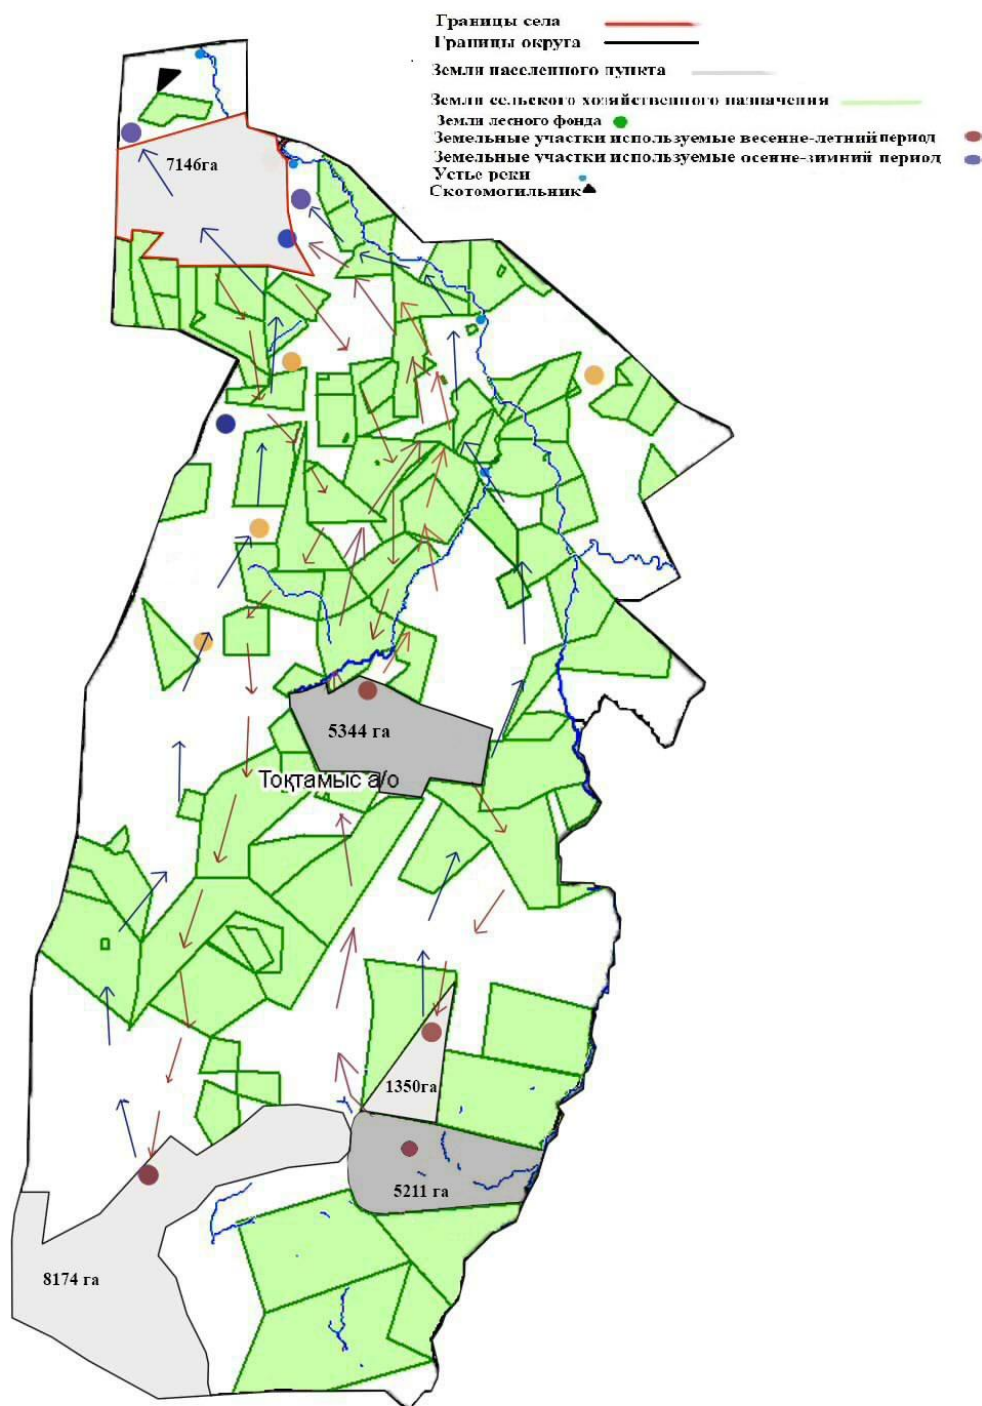 Границы села
Границы округа
Земли населенного пункта
Земли сельского хозяйственного назначения
Земли лесного фонда
Земельные участки используемые весенне-летний период
Земельные участки используемые осенне-зимний период
Устье реки
Скотомогильник
7146га
5344 га
Тоқтамыс а/о
1350га
5211 га
8174 га